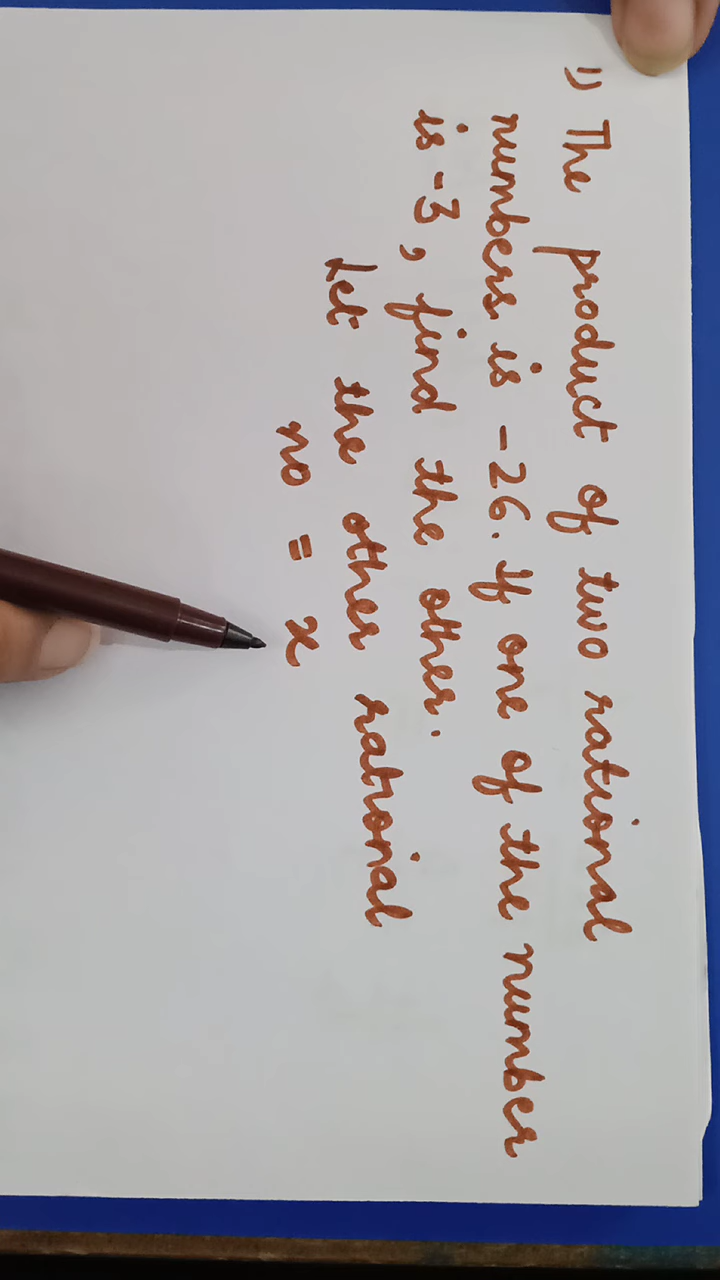 1) The product of two rational
numbers is -26. If one of the number
is -3, find the other.
Let the other rational
no = x